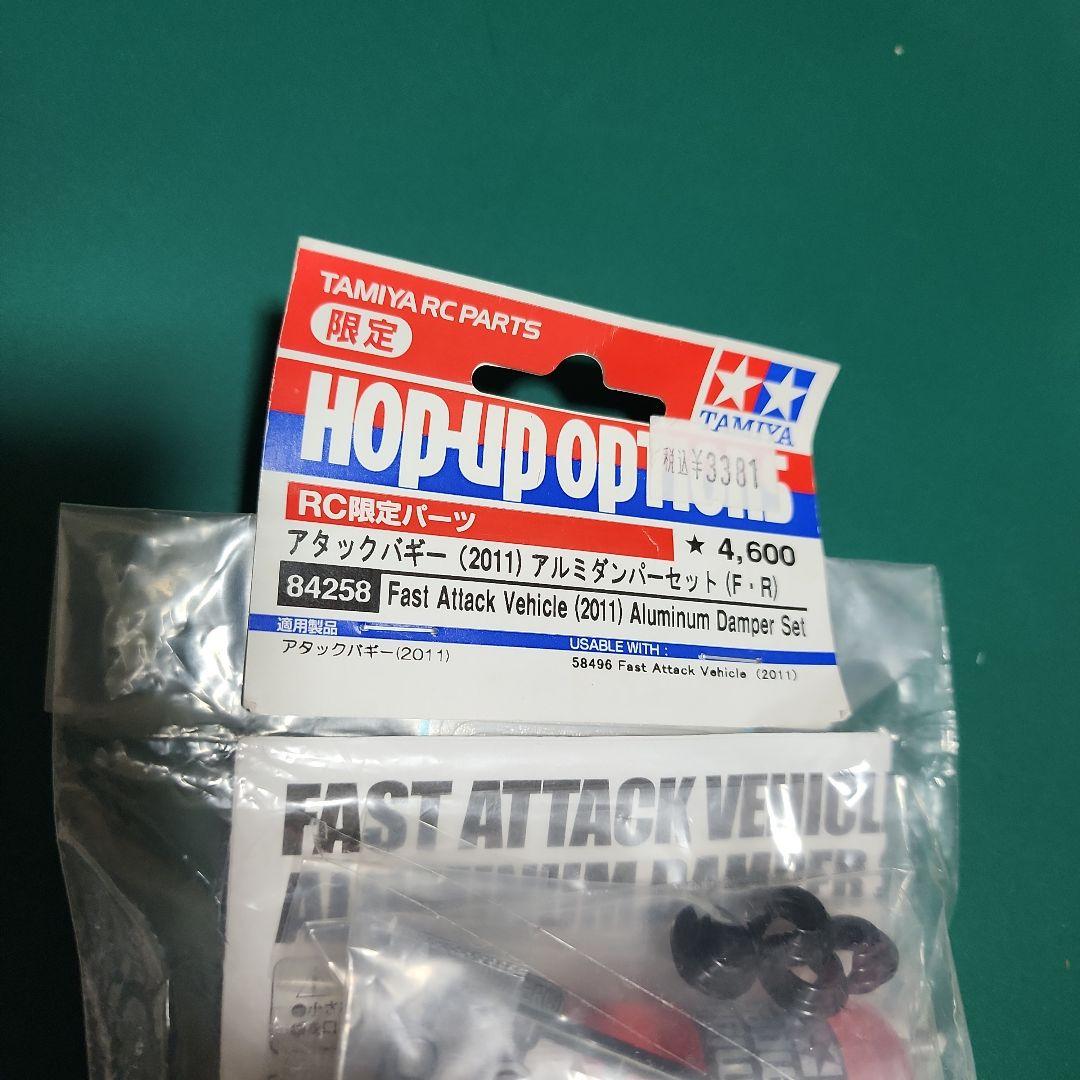 TAMIYA RC PARTS
限定
HOP-UP OPTIONS
TAMIYA
税込¥3381
RC限定パーツ
★ 4,600
アタックバギー (2011) アルミダンパーセット (F・R)
84258 Fast Attack Vehicle (2011) Aluminum Damper Set
適用製品
アタックバギー(2011)
USABLE WITH :
58496 Fast Attack Vehicle (2011)
FAST ATTACK VEHICLE
DAMPER